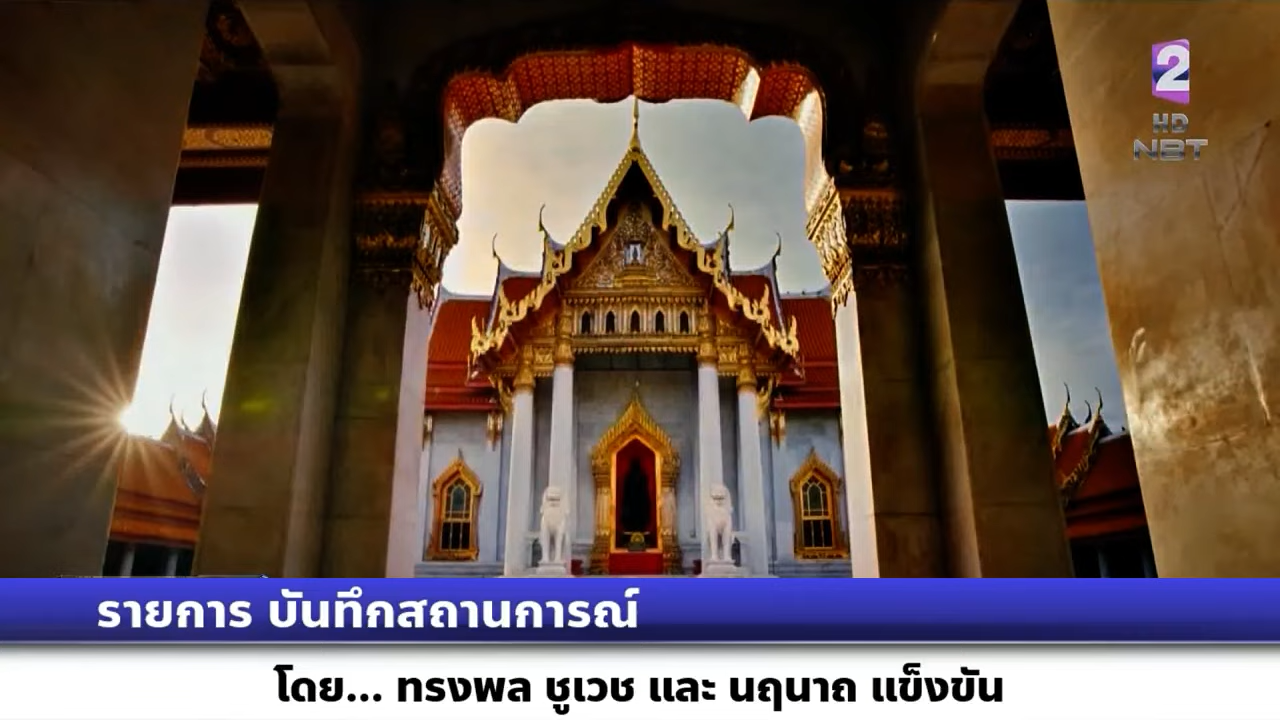 2
HD
NBT
รายการ บันทึกสถานการณ์
โดย... ทรงพล ชูเวช และ นฤนาถ แข็งขัน